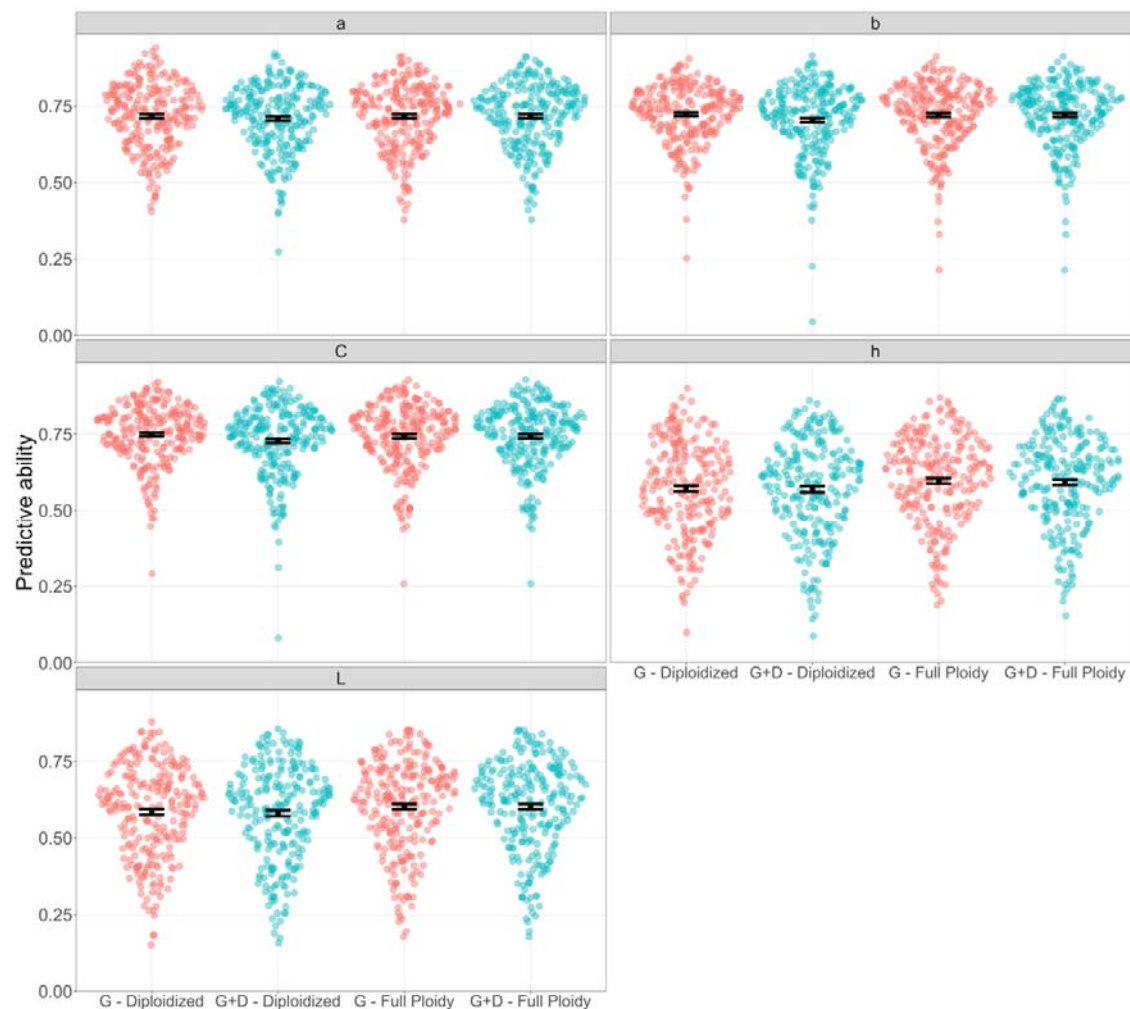 a
b
0.75
0.50
0.25
0.00
C
h
Predictive ability
0.75
0.50
0.25
0.00
G - Diploidized G+D - Diploidized G - Full Ploidy G+D - Full Ploidy
L
0.75
0.50
0.25
0.00
G - Diploidized G+D - Diploidized G - Full Ploidy G+D - Full Ploidy